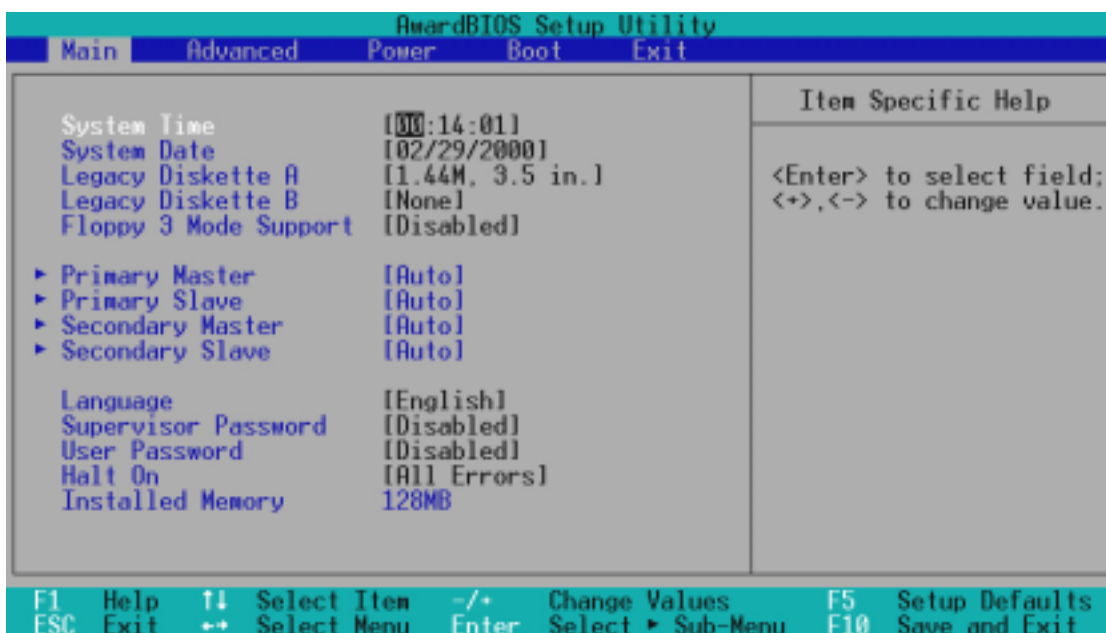 AwardBIOS Setup Utility
Main Advanced Power Boot Exit
Item Specific Help
System Time [00:14:01]
System Date [02/29/2000]
Legacy Diskette A [1.44M, 3.5 in.]
Legacy Diskette B [None]
Floppy 3 Mode Support [Disabled]
<Enter> to select field;
<+>,<-> to change value.
▶ Primary Master [Auto]
▶ Primary Slave [Auto]
▶ Secondary Master [Auto]
▶ Secondary Slave [Auto]
Language [English]
Supervisor Password [Disabled]
User Password [Disabled]
Halt On [All Errors]
Installed Memory 128MB
F1 Help ↑↓ Select Item -/+ Change Values F5 Setup Defaults
ESC Exit ←→ Select Menu Enter Select ▶ Sub-Menu F10 Save and Exit